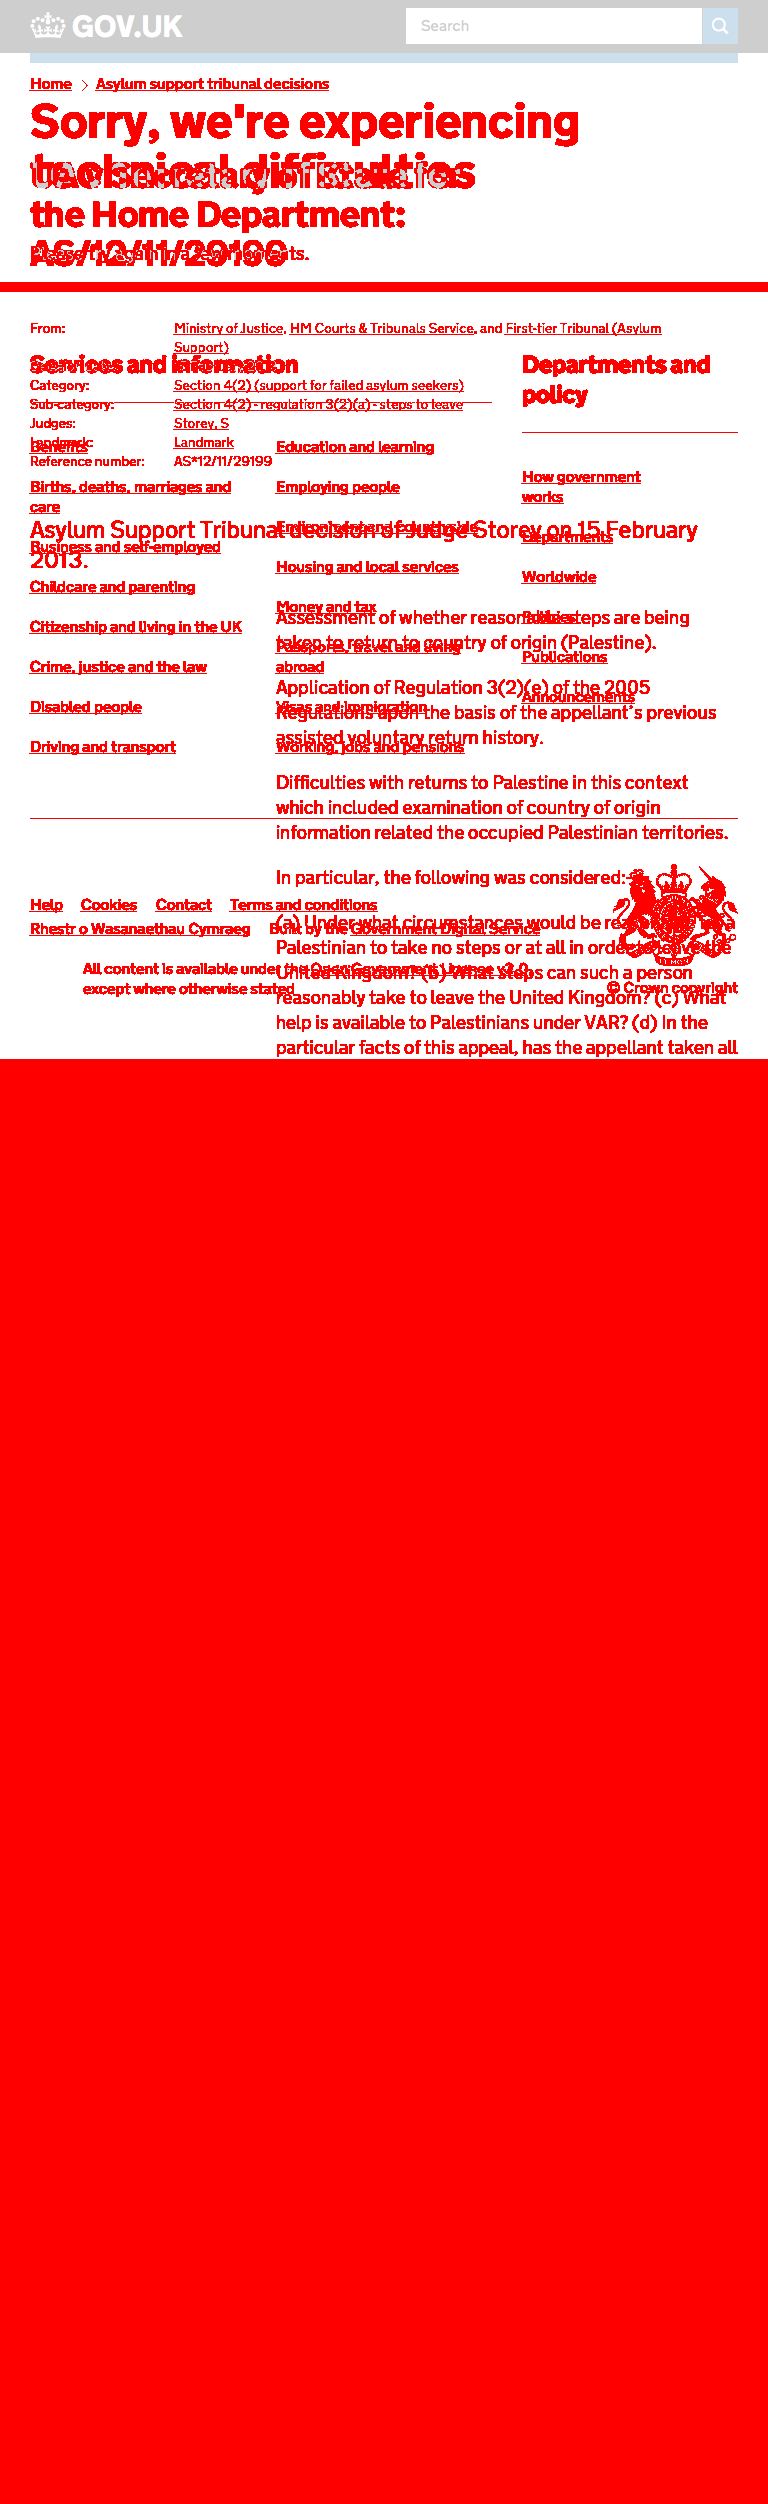 GOV.UK
Search
Home
Asylum support tribunal decisions
Sorry, we're experiencing
technical difficulties
the Home Department:
AS/12/11/29199
From:
Ministry of Justice, HM Courts & Tribunals Service, and First-tier Tribunal (Asylum
Support)
Services and information
Departments and
policy
Category:
Section 4(2) (support for failed asylum seekers)
Sub-category:
Section 4(2) - regulation 3(2)(a) - steps to leave
Judges:
Storey, S
Landmark:
Landmark
Reference number:
AS*12/11/29199
Benefits
Births, deaths, marriages and
care
Business and self-employed
Childcare and parenting
Citizenship and living in the UK
Crime, justice and the law
Disabled people
Driving and transport
Education and learning
Employing people
Environment and countryside
Housing and local services
Money and tax
Passports, travel and living
abroad
Visas and immigration
Working, jobs and pensions
How government
works
Departments
Worldwide
Policies
Publications
Announcements
Asylum Support Tribunal decision of Judge Storey on 15 February
2013.
Assessment of whether reasonable steps are being
taken to return to country of origin (Palestine).
Application of Regulation 3(2)(e) of the 2005
Regulations upon the basis of the appellant's previous
assisted voluntary return history.
Difficulties with returns to Palestine in this context
which included examination of country of origin
information related the occupied Palestinian territories.
In particular, the following was considered:-
(a) Under what circumstances would be a
Palestinian to take no steps or at all in order to leave the
United Kingdom? (b) What steps can such a person
reasonably take to leave the United Kingdom? (c) What
help is available to Palestinians under VAR? (d) In the
particular facts of this appeal, has the appellant taken all
Help
Cookies
Contact
Terms and conditions
Rhestr o Wasanaethau Cymraeg
Built by the Government Digital Service
All content is available under the Open Government Licence v3.0,
except where otherwise stated
© Crown copyright